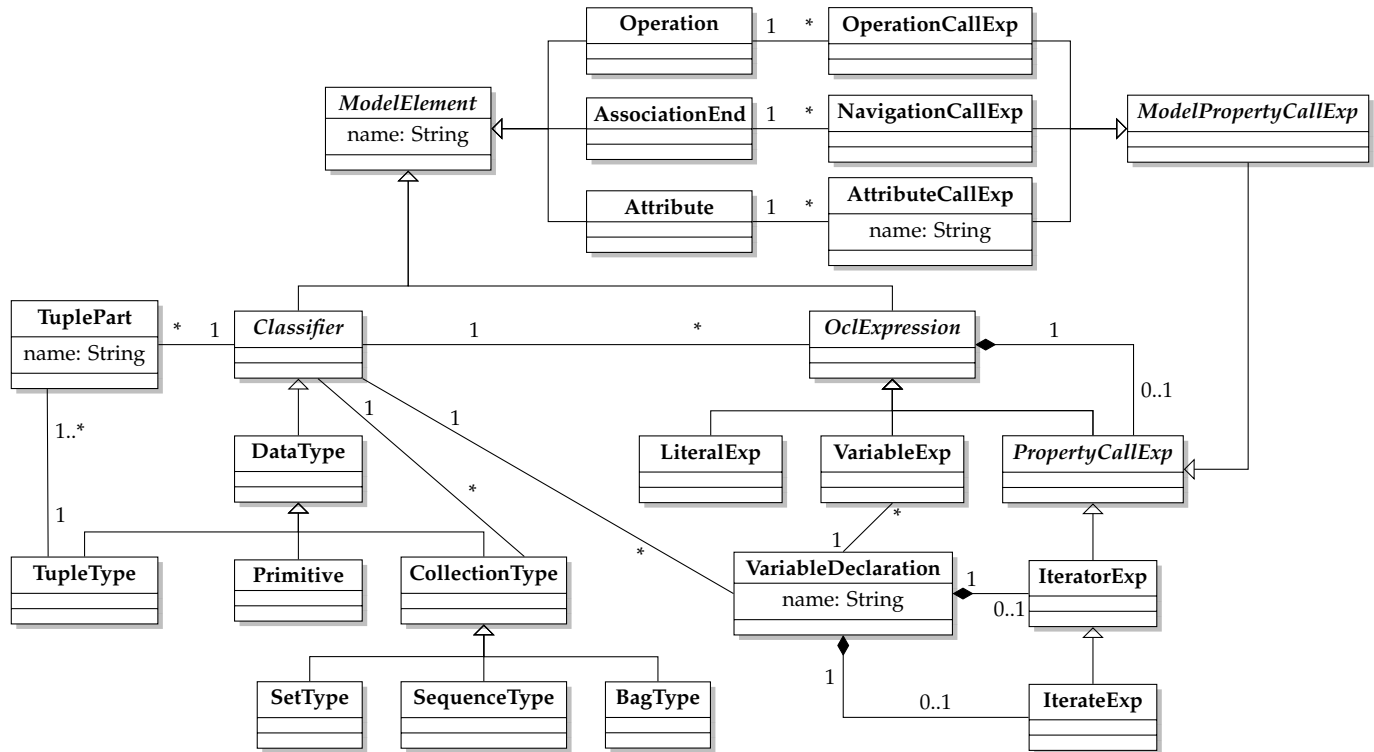 Operation
1
*
OperationCallExp
ModelElement
name: String
AssociationEnd
1
*
NavigationCallExp
ModelPropertyCallExp
Attribute
1
*
AttributeCallExp
name: String
TuplePart
name: String
*
1
Classifier
1
*
OclExpression
1
0..1
1..*
1
1
1
*
*
DataType
LiteralExp
VariableExp
PropertyCallExp
*
1
TupleType
Primitive
CollectionType
VariableDeclaration
name: String
1
0..1
IteratorExp
SetType
SequenceType
BagType
1
0..1
IterateExp